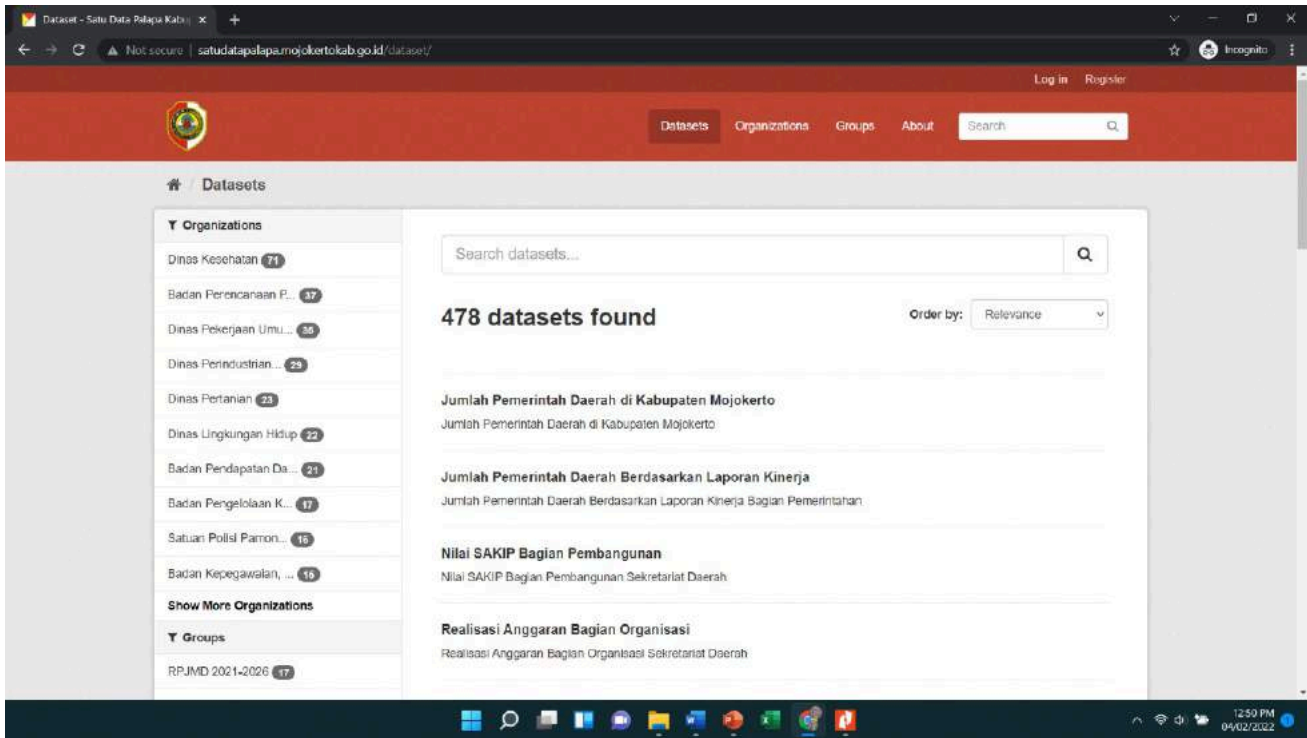 Dataset - Satu Data Palapa Kabu
Not secure | satudatapalapa.mojokertokab.go.id/dataset/
Incognito
Log in Register
Datasets Organizations Groups About Search
/ Datasets
Organizations
Dinas Kesehatan 71
Badan Perencanaan P... 37
Dinas Pekerjaan Umu... 35
Dinas Perindustrian... 29
Dinas Pertanian 23
Dinas Lingkungan Hidup 22
Badan Pendapatan Da... 21
Badan Pengelolaan K... 17
Satuan Polisi Pamon... 16
Badan Kepegawaian, ... 15
Show More Organizations
Groups
RPJMD 2021-2026 17
Search datasets...
478 datasets found
Order by: Relevance
Jumlah Pemerintah Daerah di Kabupaten Mojokerto
Jumlah Pemerintah Daerah di Kabupaten Mojokerto
Jumlah Pemerintah Daerah Berdasarkan Laporan Kinerja
Jumlah Pemerintah Daerah Berdasarkan Laporan Kinerja Bagian Pemerintahan
Nilai SAKIP Bagian Pembangunan
Nilai SAKIP Bagian Pembangunan Sekretariat Daerah
Realisasi Anggaran Bagian Organisasi
Realisasi Anggaran Bagian Organisasi Sekretariat Daerah
12:50 PM
04/02/2022